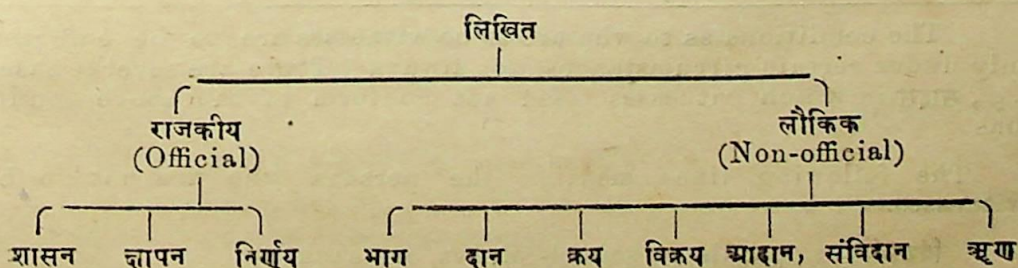 लिखित
राजकीय लौकिक
(Official) (Non-official)
शासन ज्ञापन निर्णय भाग दान क्रय विक्रय आदान, संविदान ऋण